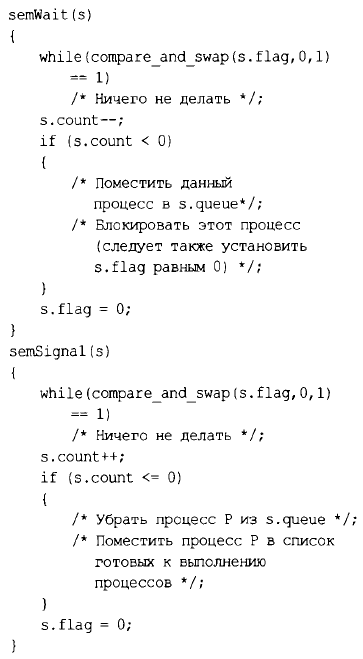 semWait(s)
{
    while(compare_and_swap(s.flag,0,1)
        == 1)
        /* Ничего не делать */;
    s.count--;
    if (s.count < 0)
    {
        /* Поместить данный
          процесс в s.queue*/;
        /* Блокировать этот процесс
          (следует также установить
          s.flag равным 0) */;
    }
    s.flag = 0;
}
semSignal(s)
{
    while(compare_and_swap(s.flag,0,1)
        == 1)
        /* Ничего не делать */;
    s.count++;
    if (s.count <= 0)
    {
        /* Убрать процесс P из s.queue */;
        /* Поместить процесс P в список
          готовых к выполнению
          процессов */;
    }
    s.flag = 0;
}